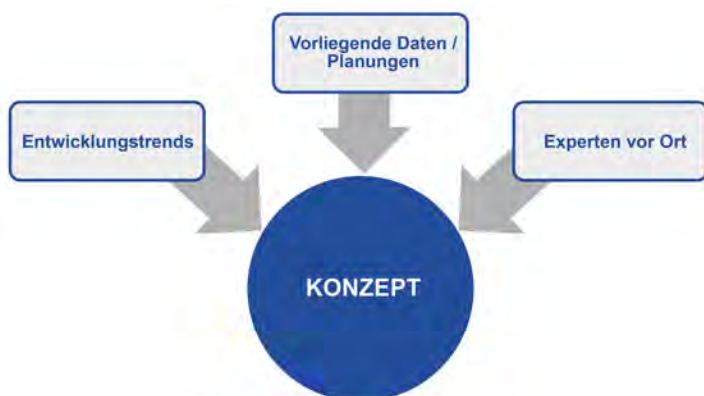 Vorliegende Daten /
Planungen
Entwicklungstrends
Experten vor Ort
KONZEPT